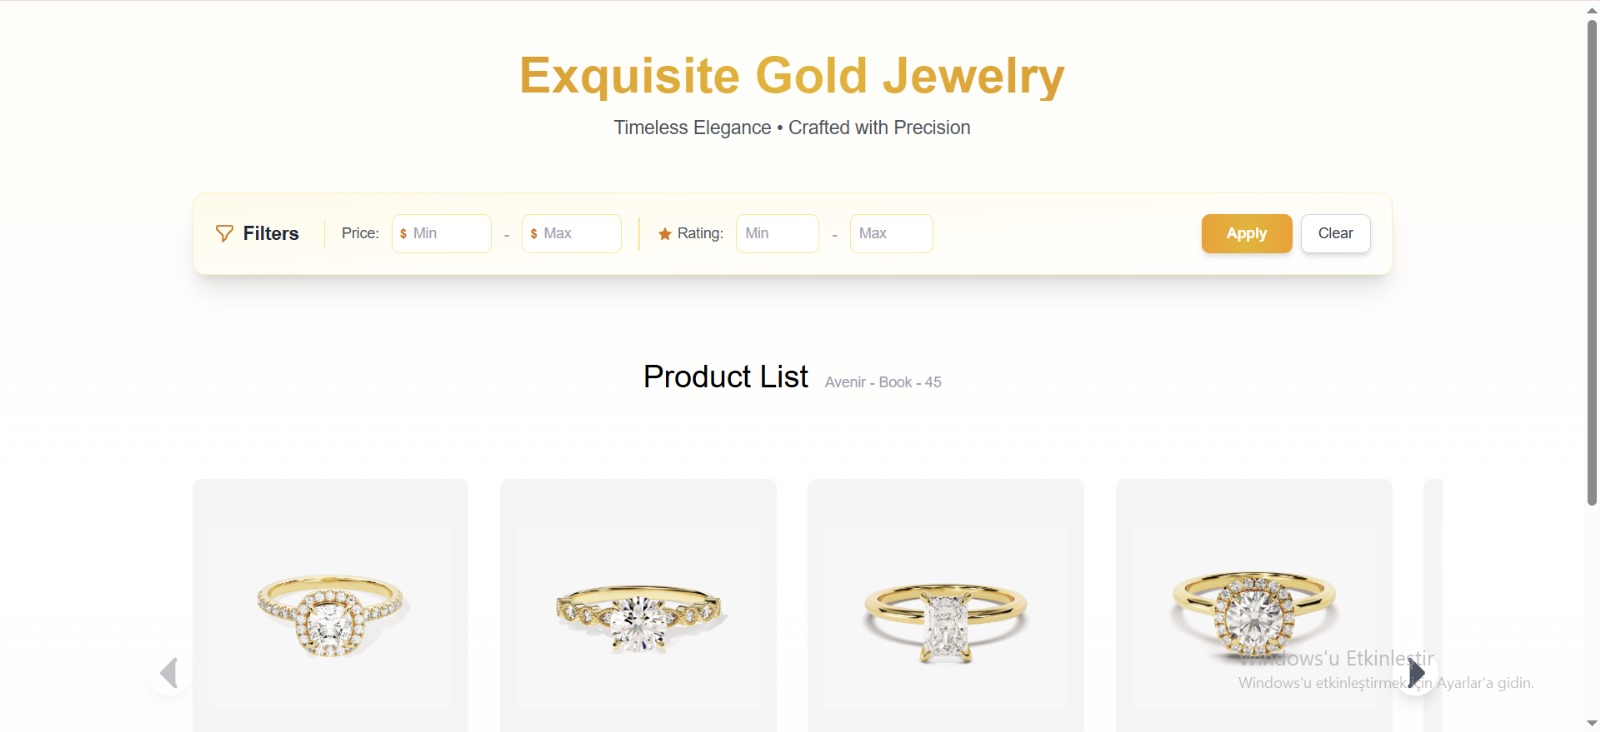 Exquisite Gold Jewelry
Timeless Elegance • Crafted with Precision
Filters
Price:
$ Min
-
$ Max
Rating:
Min
-
Max
Apply
Clear
Product List
Avenir - Book - 45
Windows'u Etkinleştir
Windows'u etkinleştirmek için Ayarlar'a gidin.